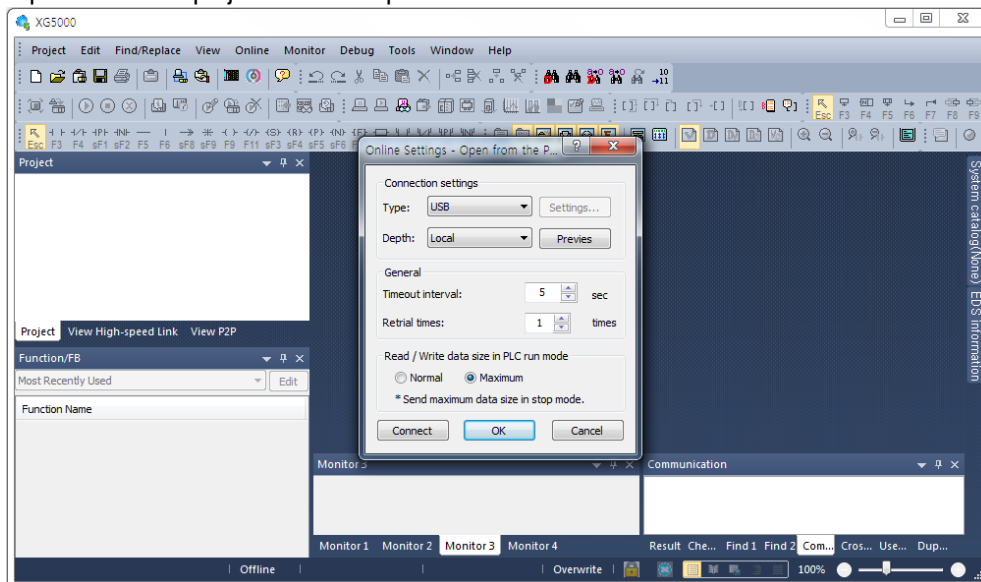 XG5000
Project Edit Find/Replace View Online Monitor Debug Tools Window Help
Esc F3 F4 F5 F6 F7 F8 F9
Esc F3 F4 sF1 sF2 F5 F6 sF8 sF9 F9 F11 sF3 sF4 sF5 sF6
Project
Project View High-speed Link View P2P
Function/FB
Most Recently Used Edit
Function Name
Online Settings - Open from the P...
Connection settings
Type: USB Settings...
Depth: Local Previes
General
Timeout interval: 5 sec
Retrial times: 1 times
Read / Write data size in PLC run mode
Normal Maximum
* Send maximum data size in stop mode.
Connect OK Cancel
System catalog(None) EDS information
Monitor 3
Monitor 1 Monitor 2 Monitor 3 Monitor 4
Communication
Result Che... Find 1 Find 2 Com... Cros... Use... Dup...
Offline Overwrite 100%